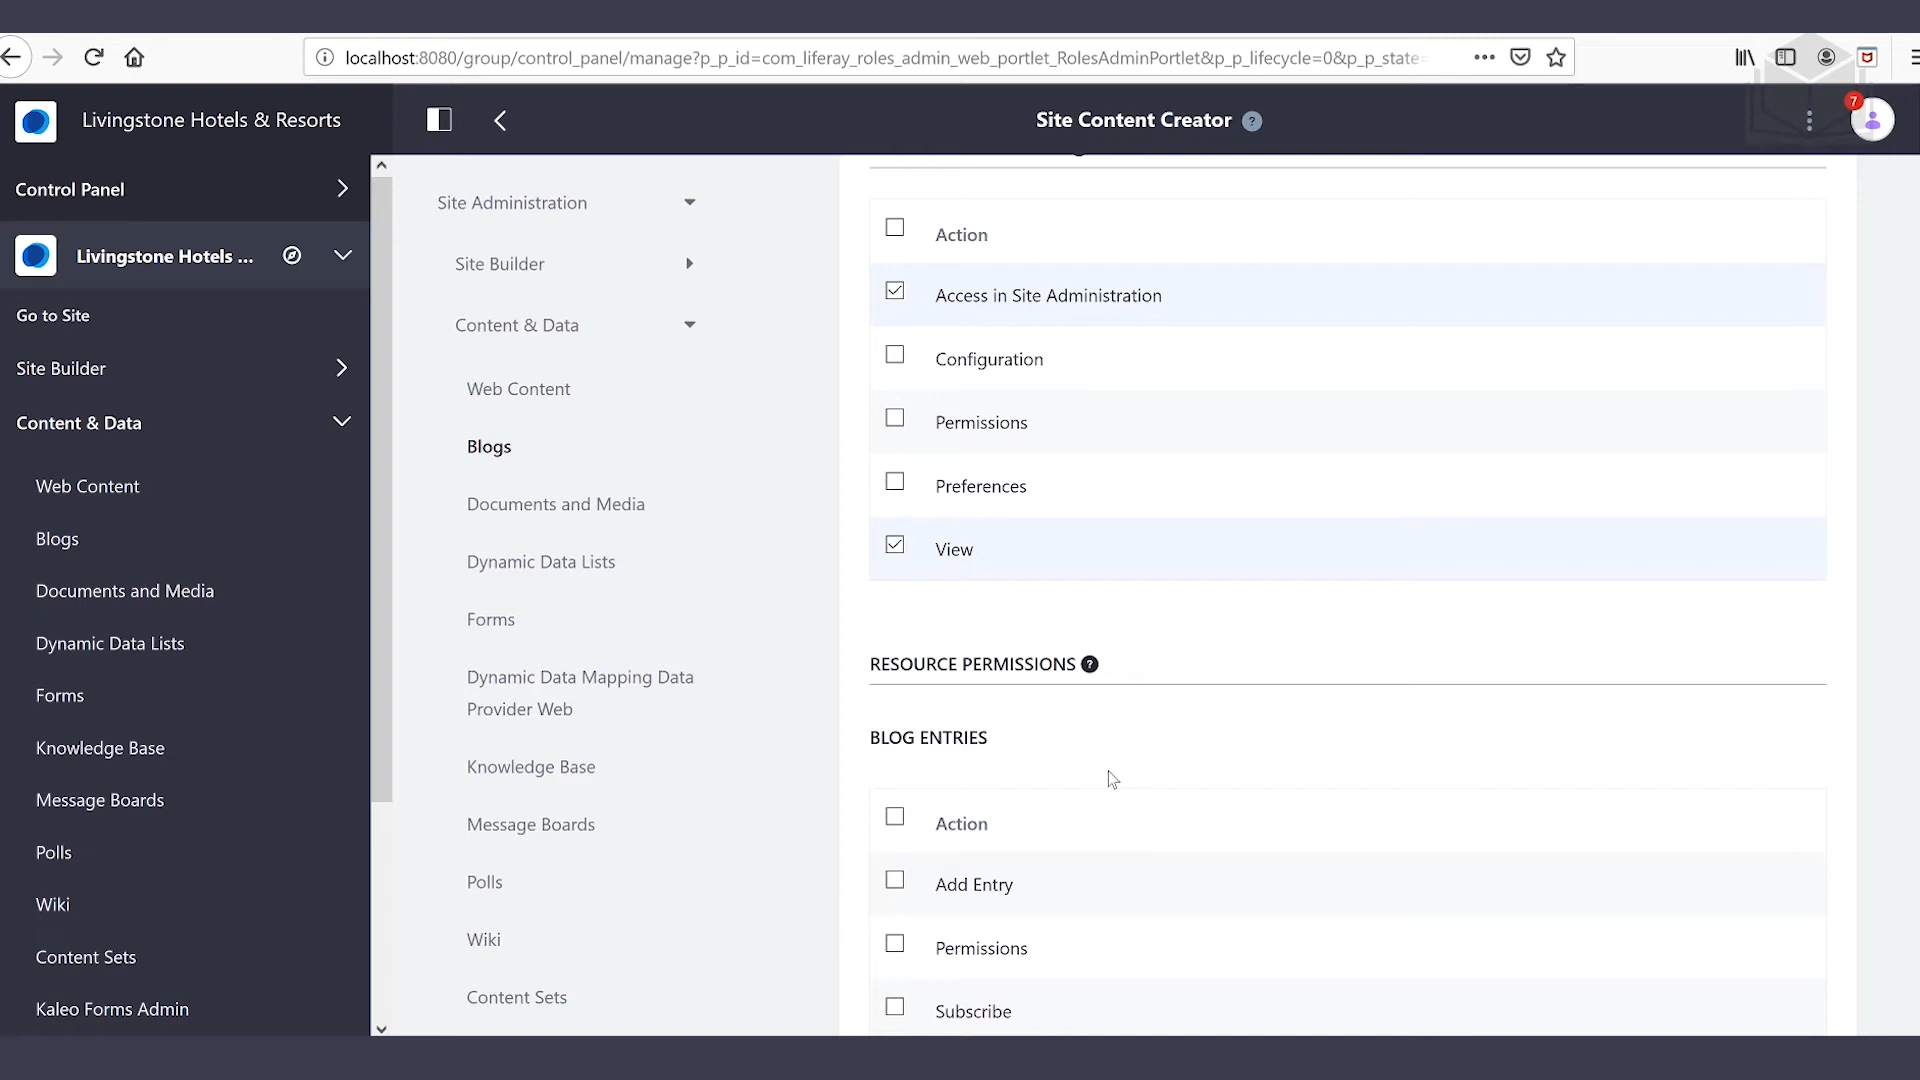 localhost:8080/group/control_panel/manage?p_p_id=com_liferay_roles_admin_web_portlet_RolesAdminPortlet&p_p_lifecycle=0&p_p_state=
Livingstone Hotels & Resorts
Site Content Creator ?
7
Control Panel
Livingstone Hotels ...
Go to Site
Site Builder
Content & Data
Web Content
Blogs
Documents and Media
Dynamic Data Lists
Forms
Knowledge Base
Message Boards
Polls
Wiki
Content Sets
Kaleo Forms Admin
Site Administration
Site Builder
Content & Data
Web Content
Blogs
Documents and Media
Dynamic Data Lists
Forms
Dynamic Data Mapping Data
Provider Web
Knowledge Base
Message Boards
Polls
Wiki
Content Sets
Action
Access in Site Administration
Configuration
Permissions
Preferences
View
RESOURCE PERMISSIONS ?
BLOG ENTRIES
Action
Add Entry
Permissions
Subscribe